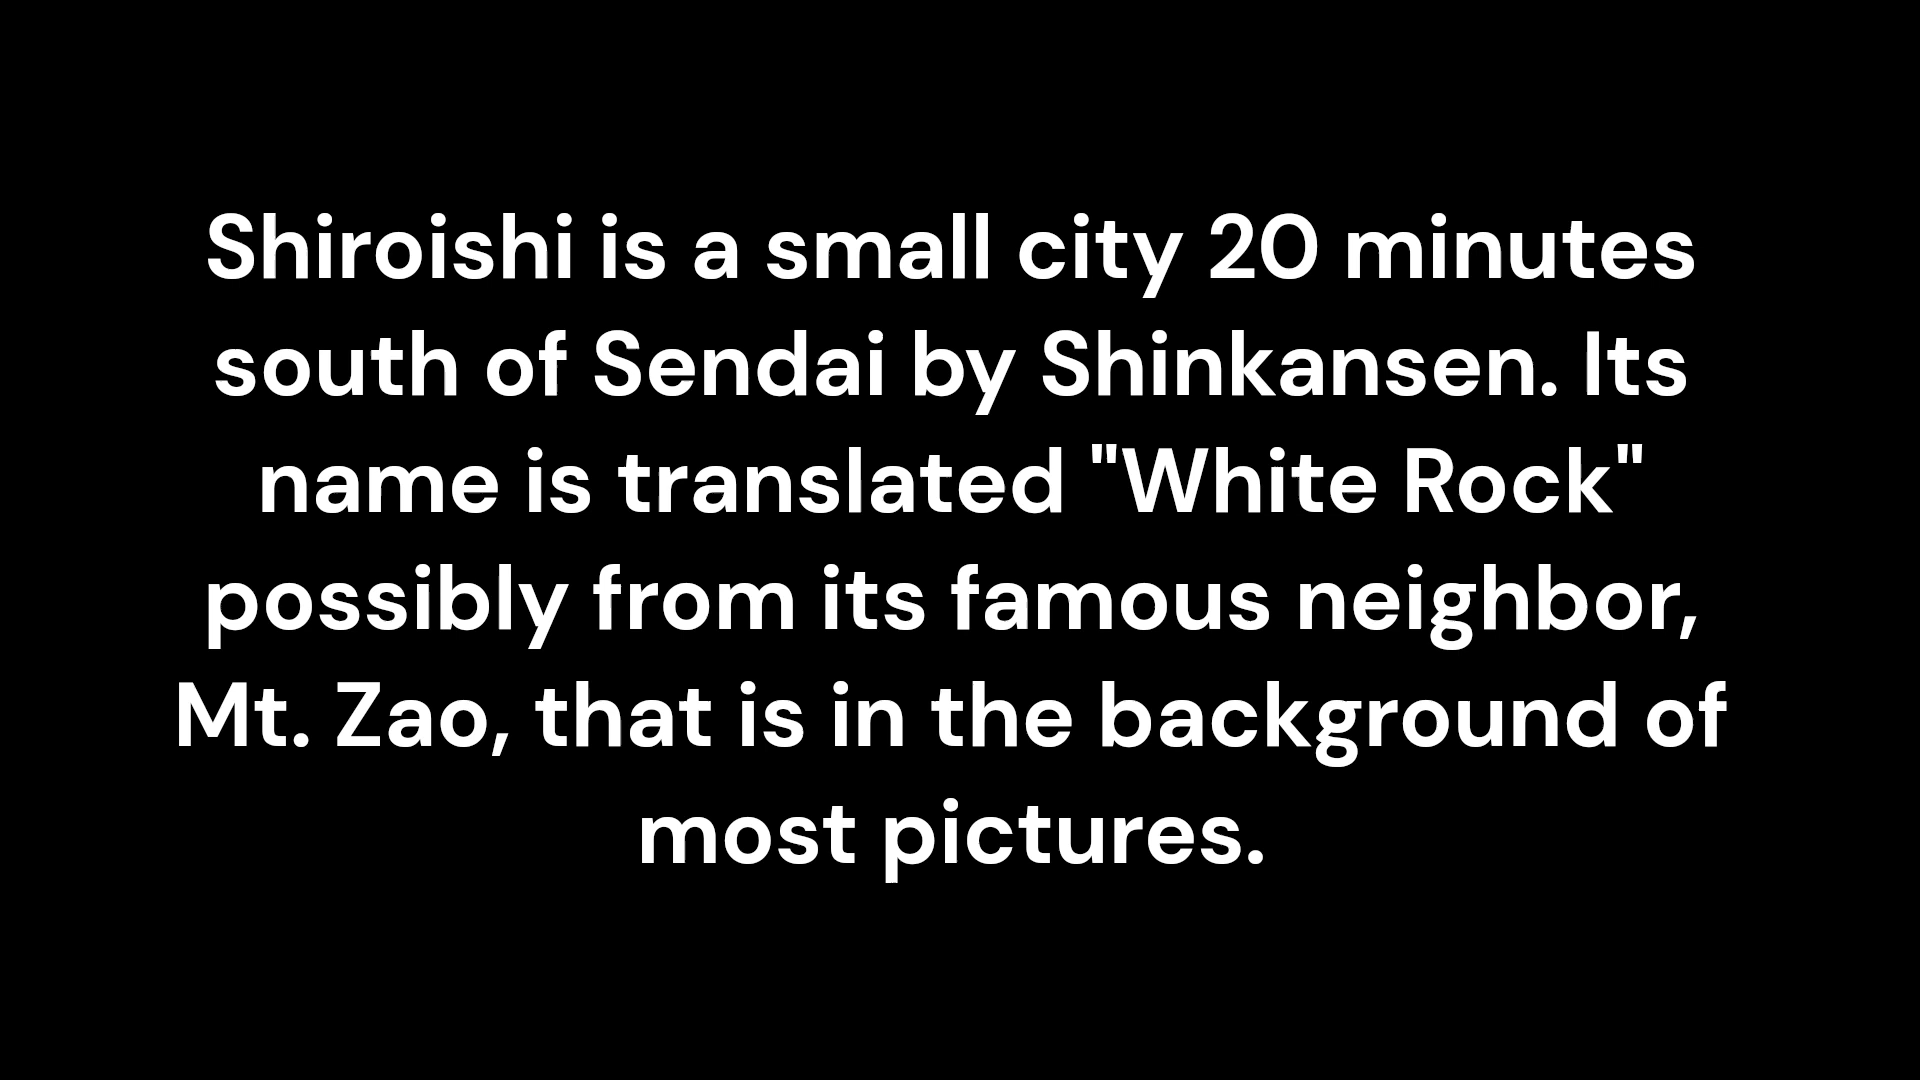 Shiroishi is a small city 20 minutes
south of Sendai by Shinkansen. Its
name is translated "White Rock"
possibly from its famous neighbor,
Mt. Zao, that is in the background of
most pictures.